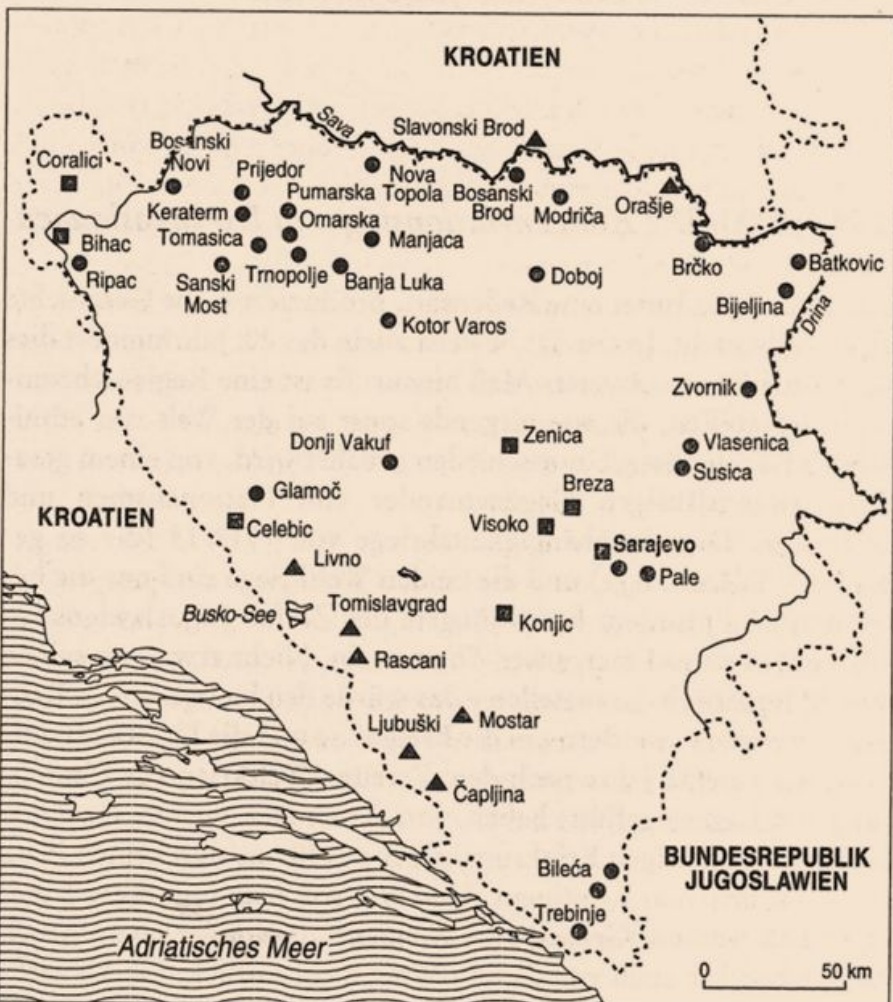 KROATIEN
Sava
Slavonski Brod
Bosanski
Novi
Coralici
Prijedor
Pumarska
Nova
Topola
Bosanski
Brod
Modriča
Orašje
Keraterm
Omarska
Tomasica
Manjaca
Bihac
Ripac
Sanski
Most
Trnopolje
Banja Luka
Doboj
Brčko
Batkovic
Bijeljina
Drina
Kotor Varos
Zvornik
Donji Vakuf
Zenica
Vlasenica
Susica
Glamoč
Breza
KROATIEN
Celebic
Visoko
Sarajevo
Pale
Livno
Busko-See
Tomislavgrad
Konjic
Rascani
Ljubuški
Mostar
Čapljina
Bileća
BUNDESREPUBLIK
JUGOSLAWIEN
Trebinje
Adriatisches Meer
0 50 km